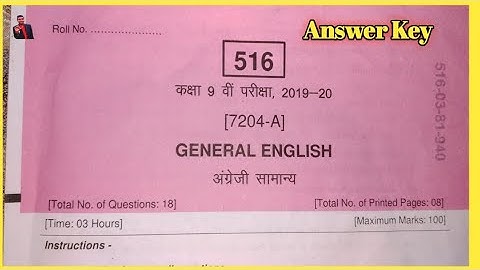 Answer Key
Roll No. ......................
516
कक्षा 9 वीं परीक्षा, 2019–20
[7204-A]
GENERAL ENGLISH
अंग्रेजी सामान्य
[Total No. of Questions: 18] [Total No. of Printed Pages: 08]
[Time: 03 Hours] [Maximum Marks: 100]
Instructions -
516-03-81-940